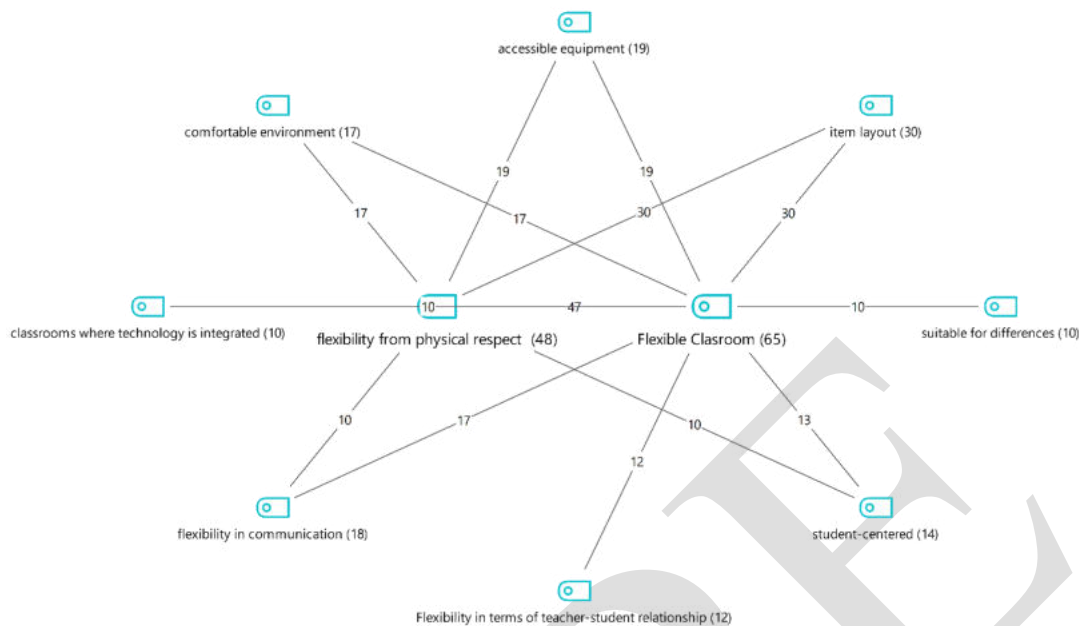 accessible equipment (19)
comfortable environment (17)
item layout (30)
19
19
17
17
30
30
10
47
10
classrooms where technology is integrated (10)
flexibility from physical respect (48)
Flexible Clasroom (65)
suitable for differences (10)
10
17
10
13
12
flexibility in communication (18)
student-centered (14)
Flexibility in terms of teacher-student relationship (12)